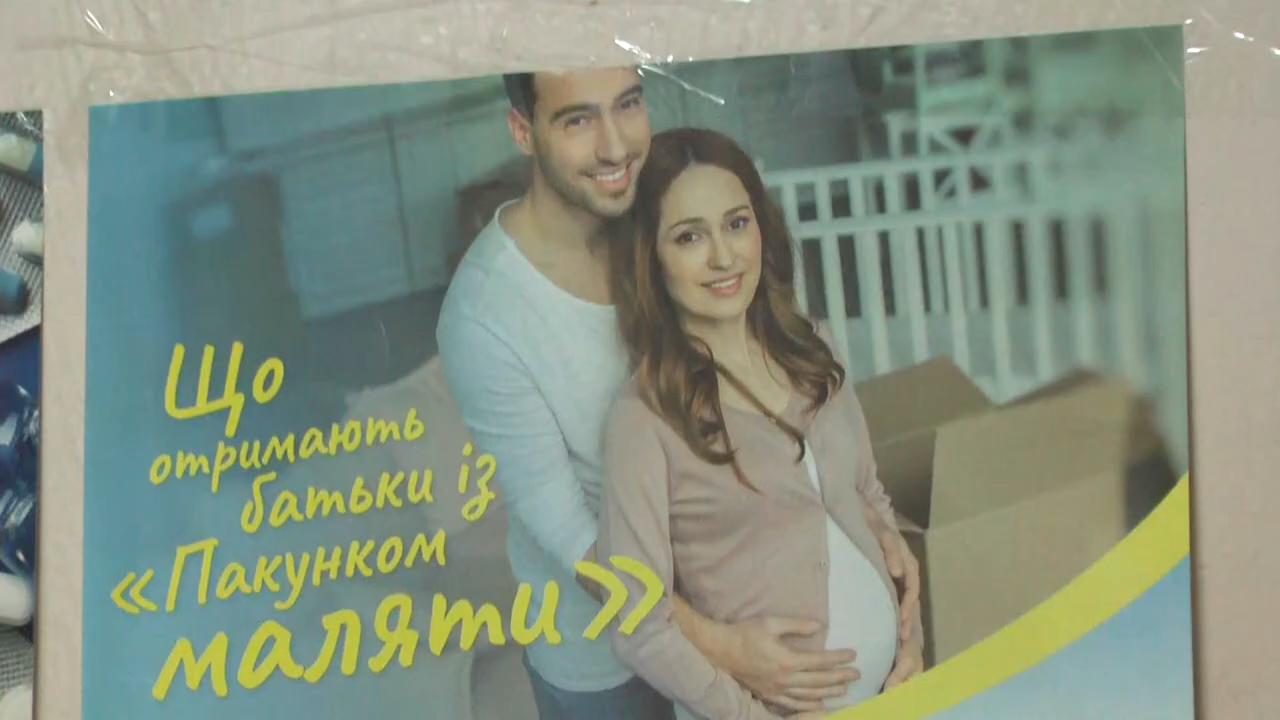 Що
отримають
батьки із
«Пакунком
маляти»